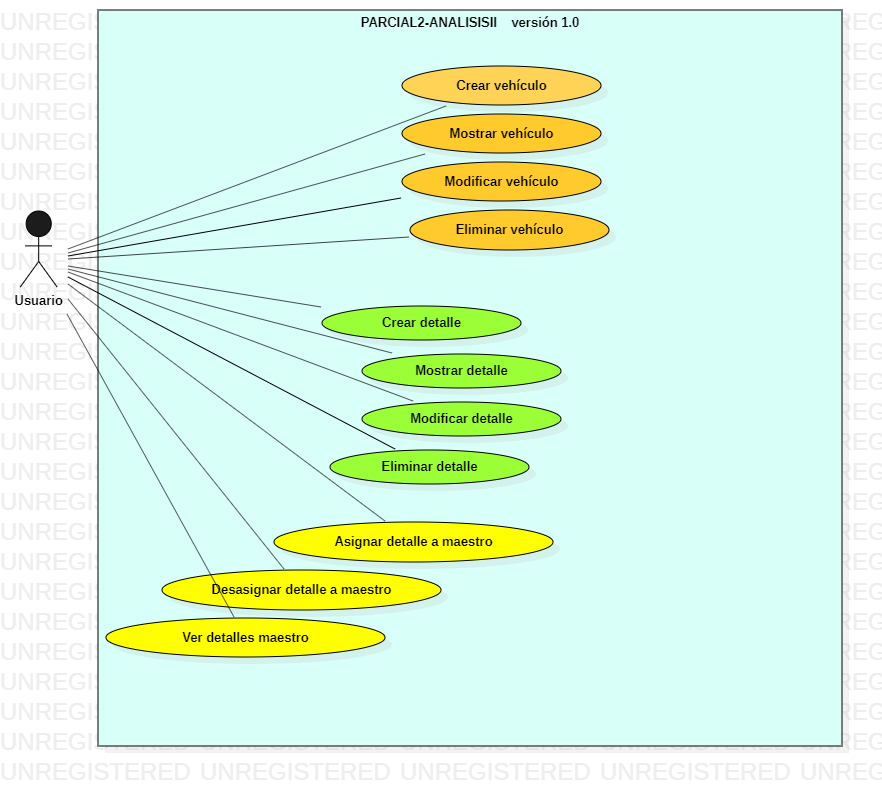 PARCIAL2-ANALISISII versión 1.0
Crear vehículo
Mostrar vehículo
Modificar vehículo
Eliminar vehículo
Usuario
Crear detalle
Mostrar detalle
Modificar detalle
Eliminar detalle
Asignar detalle a maestro
Desasignar detalle a maestro
Ver detalles maestro
UNREGISTERED UNREGISTERED UNREGISTERED UNREGISTERED UNREG